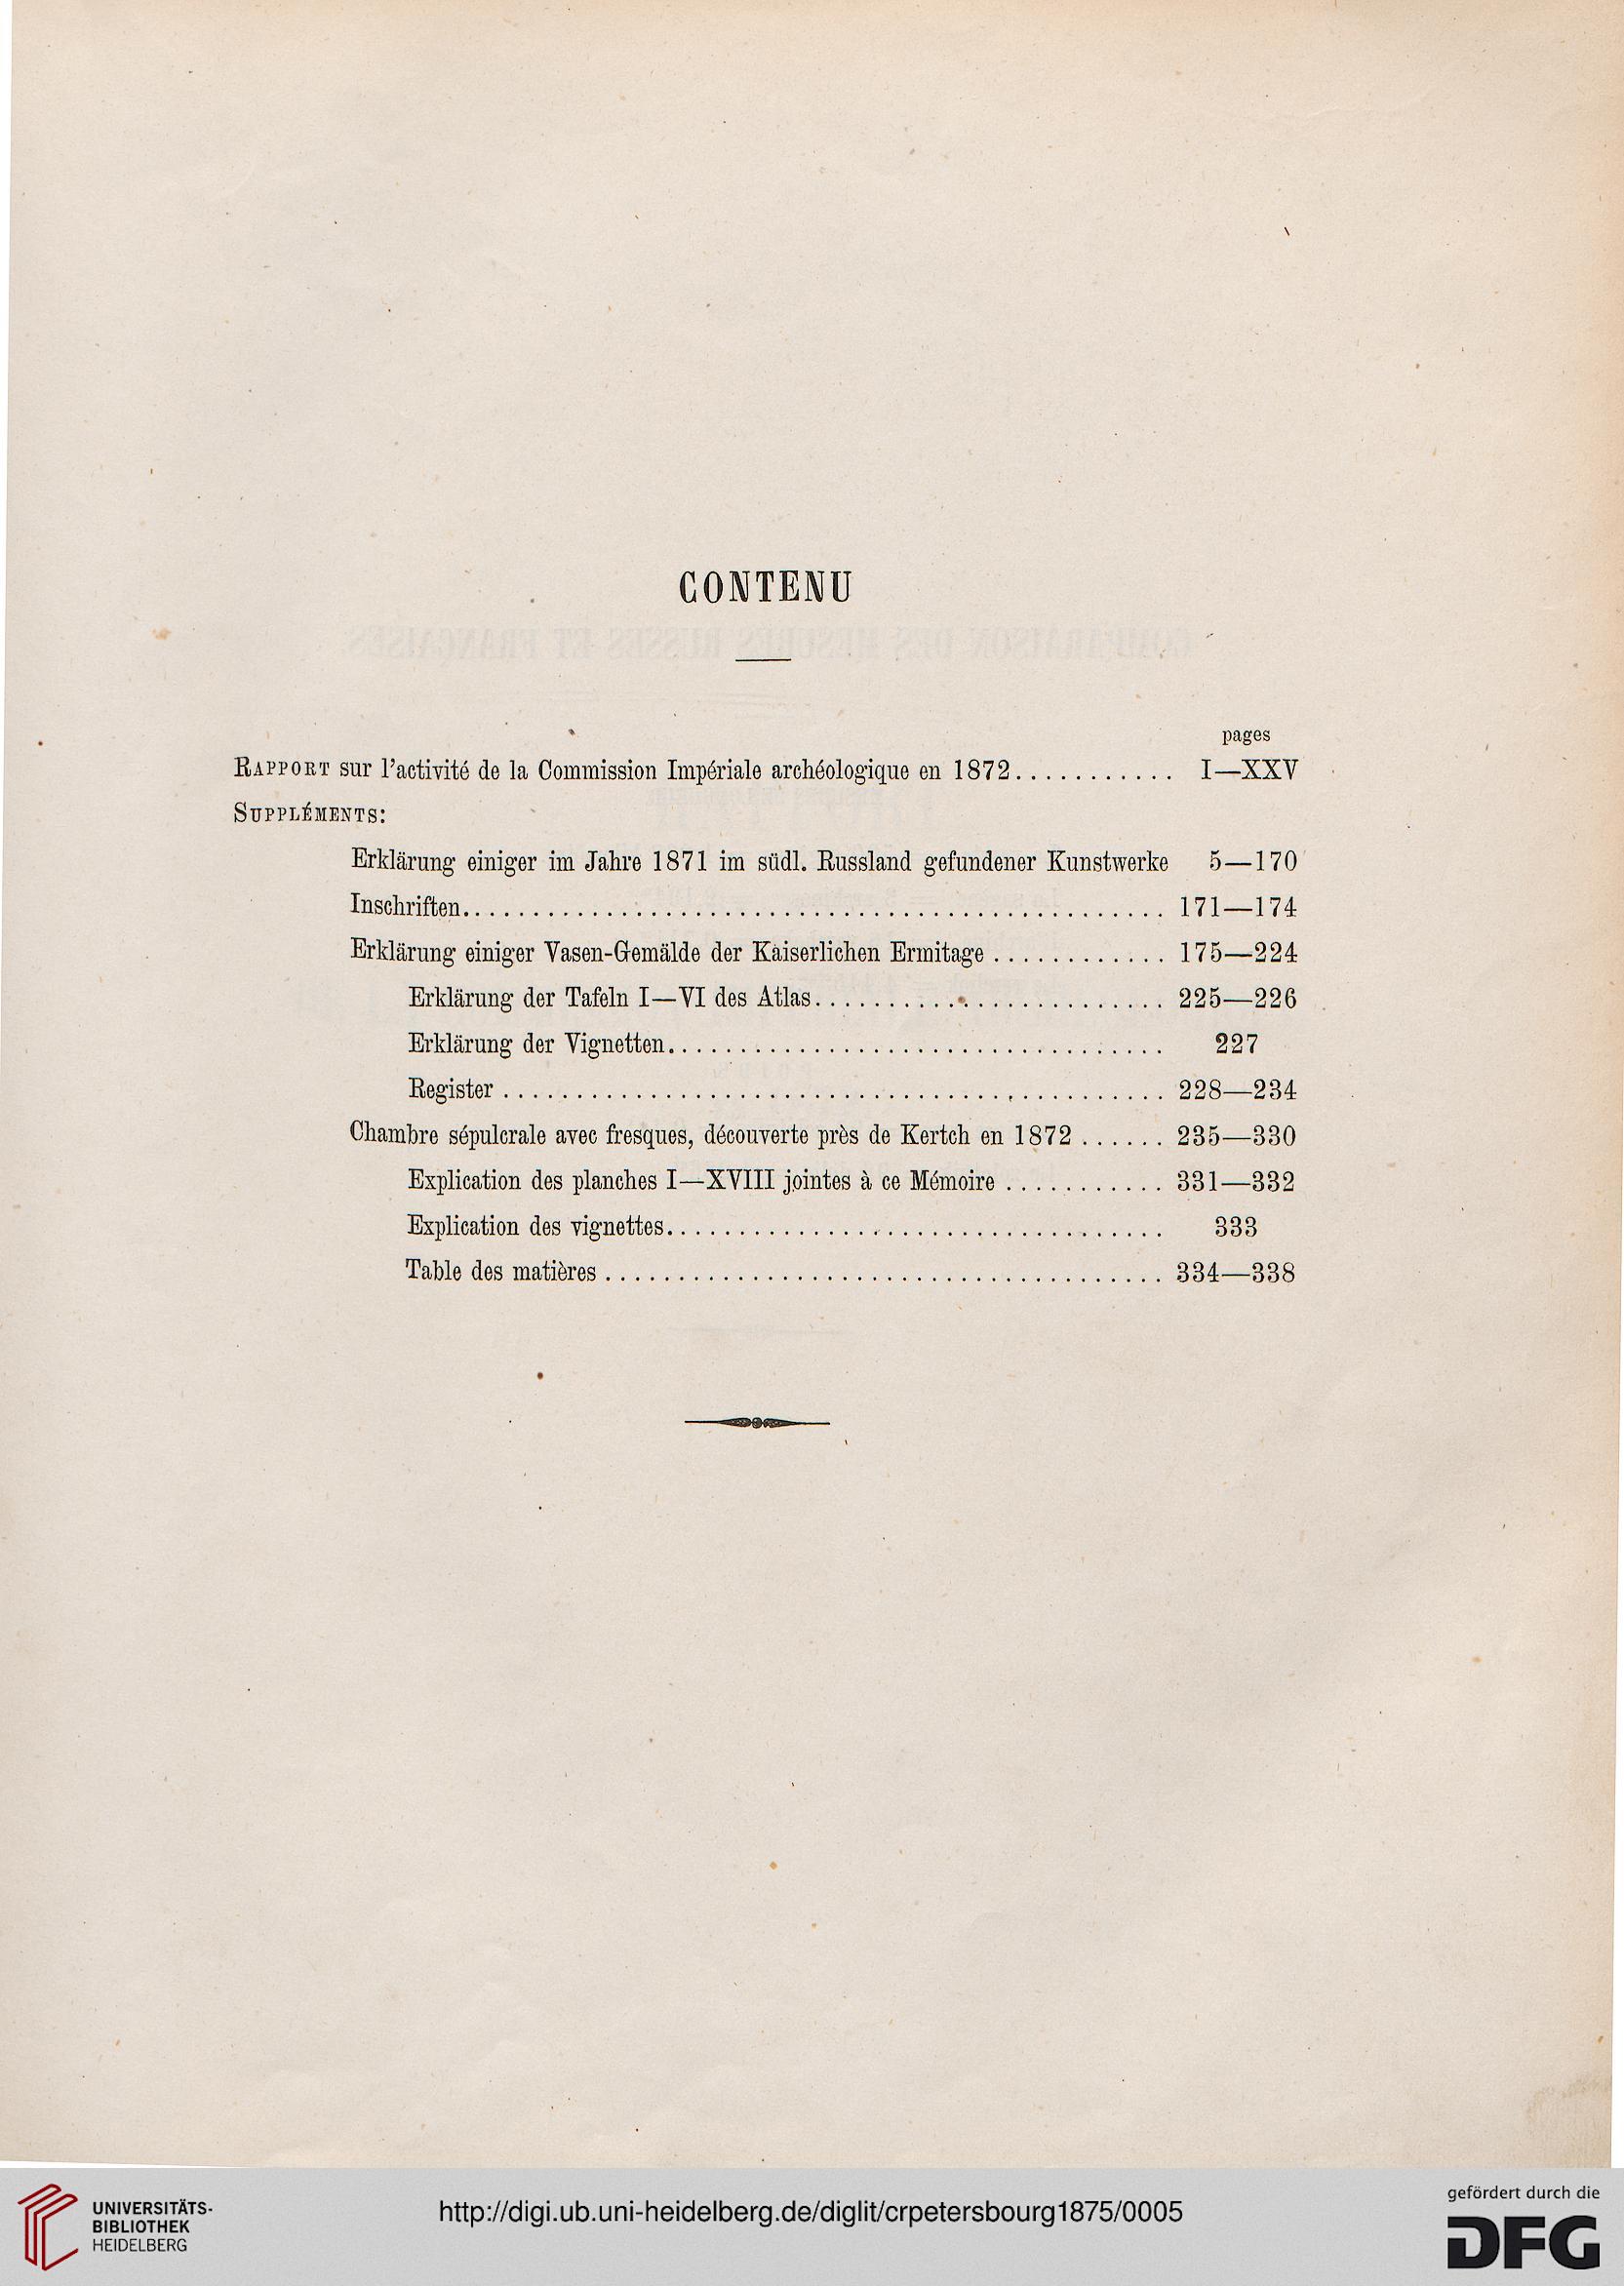 CONTENU
pages
RAPPORT sur l'activité de la Commission Impériale archéologique en 1872........... I—XXV
SUPPLÉMENTS:
Erklärung einiger im Jahre 1871 im südl. Russland gefundener Kunstwerke 5—170
Inschriften................................................ 171—174
Erklärung einiger Vasen-Gemälde der Kaiserlichen Ermitage ............ 175—224
Erklärung der Tafeln I—VI des Atlas........................ 225—226
Erklärung der Vignetten.................................. 227
Register ............................................. 228—234
Chambre sépulcrale avec fresques, découverte près de Kertch en 1872 ...... 235—330
Explication des planches I—XVIII jointes à ce Mémoire ........... 331—332
Explication des vignettes.................................. 333
Table des matières ...................................... 334—338
UNIVERSITÄTS-
BIBLIOTHEK
HEIDELBERG
http://digi.ub.uni-heidelberg.de/diglit/crpetersbourg1875/0005
gefördert durch die
DFG